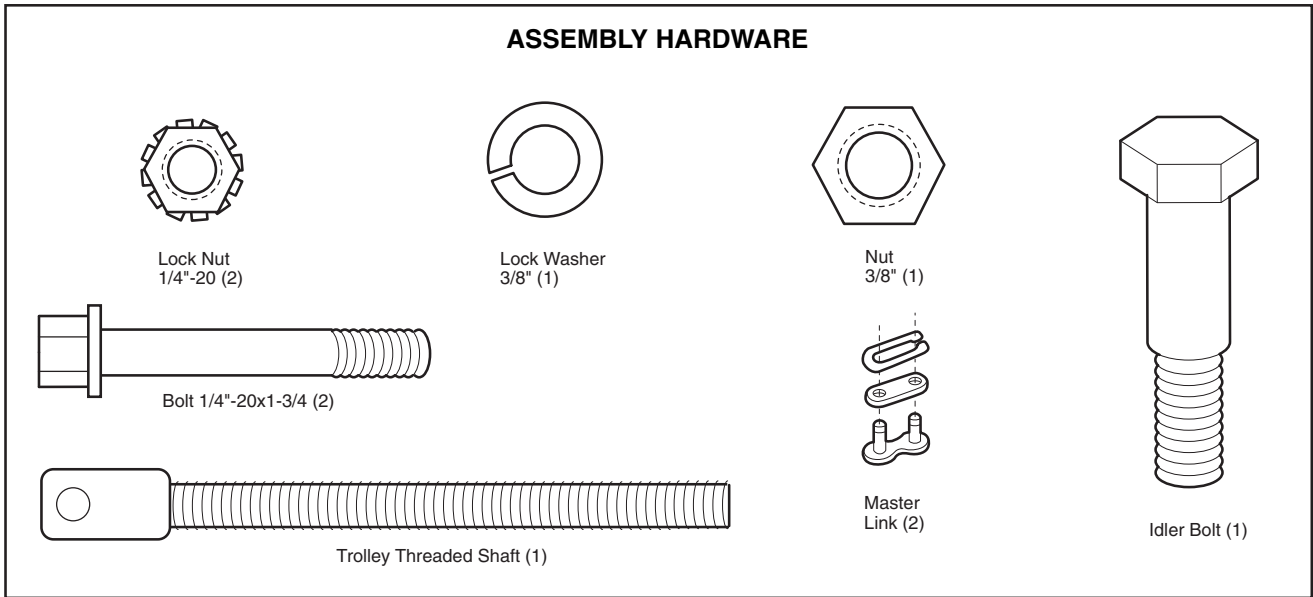 ASSEMBLY HARDWARE
Lock Nut
1/4"-20 (2)
Lock Washer
3/8" (1)
Nut
3/8" (1)
Bolt 1/4"-20x1-3/4 (2)
Master
Link (2)
Idler Bolt (1)
Trolley Threaded Shaft (1)